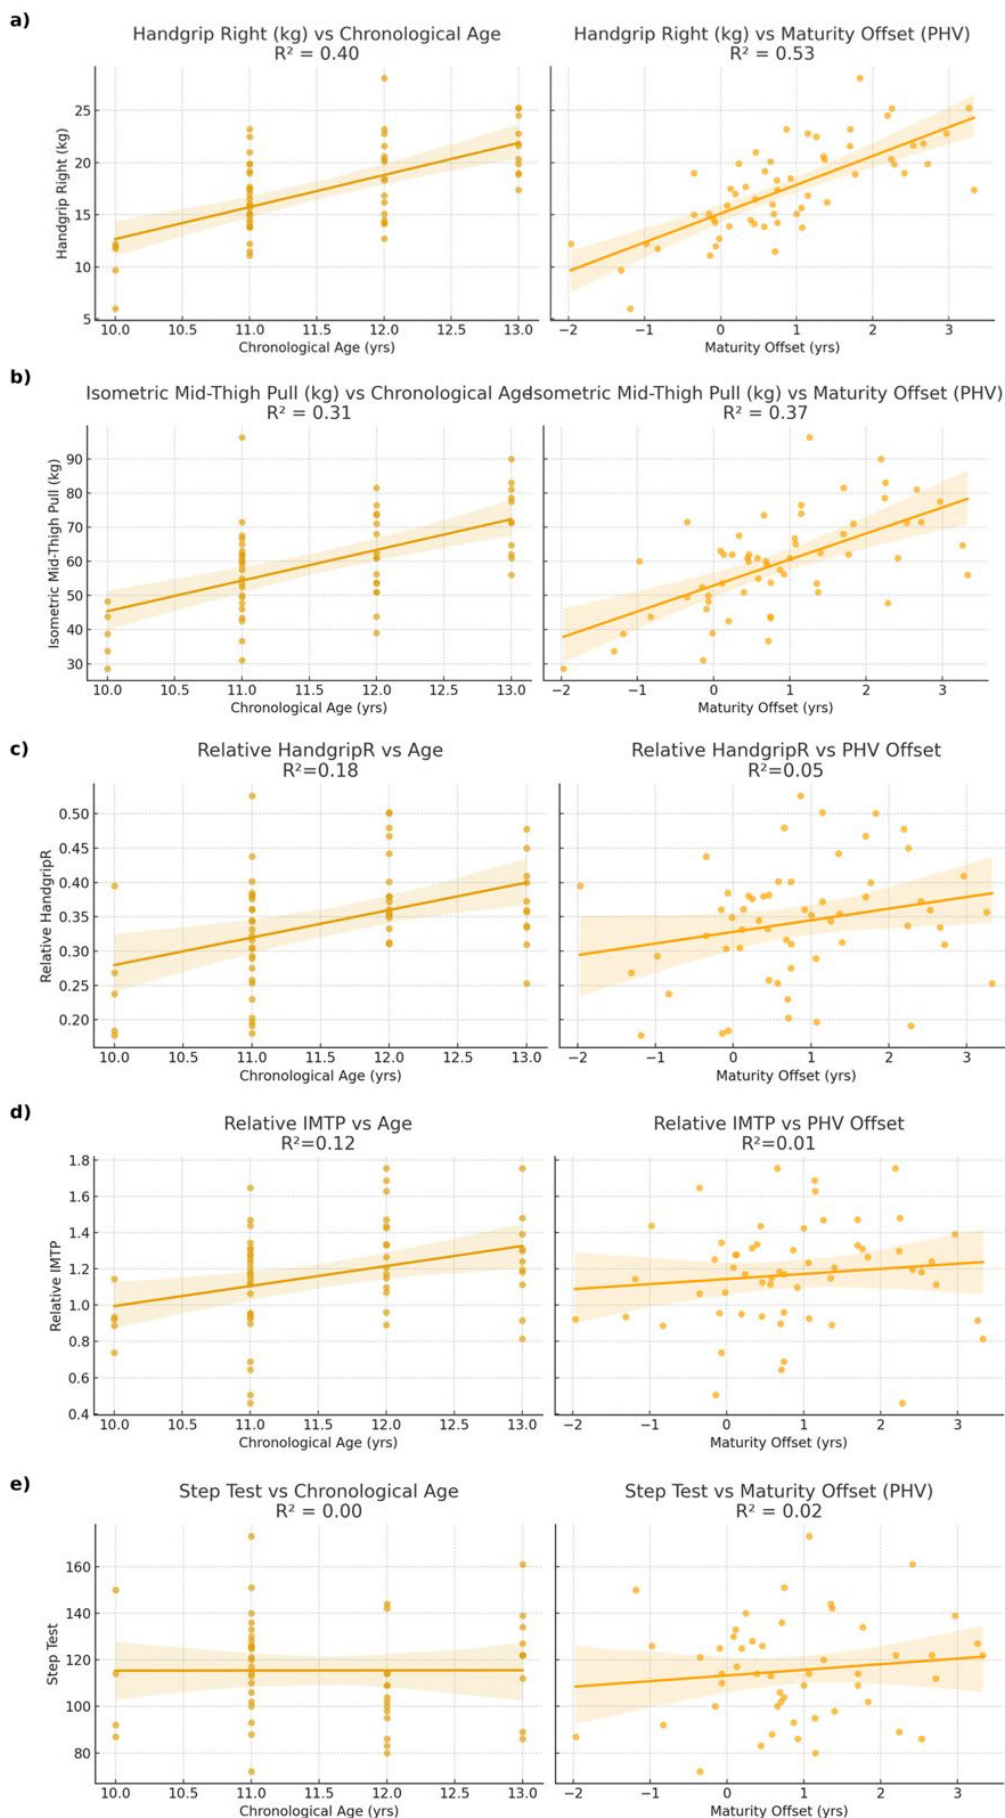 a)
Handgrip Right (kg) vs Chronological Age
R² = 0.40
Handgrip Right (kg)
25
20
15
10
5
10.0 10.5 11.0 11.5 12.0 12.5 13.0
Chronological Age (yrs)
Handgrip Right (kg) vs Maturity Offset (PHV)
R² = 0.53
−2 −1 0 1 2 3
Maturity Offset (yrs)
b)
Isometric Mid-Thigh Pull (kg) vs Chronological Age
R² = 0.31
Isometric Mid-Thigh Pull (kg)
90
80
70
60
50
40
30
10.0 10.5 11.0 11.5 12.0 12.5 13.0
Chronological Age (yrs)
Isometric Mid-Thigh Pull (kg) vs Maturity Offset (PHV)
R² = 0.37
−2 −1 0 1 2 3
Maturity Offset (yrs)
c)
Relative HandgripR vs Age
R²=0.18
Relative HandgripR
0.50
0.45
0.40
0.35
0.30
0.25
0.20
10.0 10.5 11.0 11.5 12.0 12.5 13.0
Chronological Age (yrs)
Relative HandgripR vs PHV Offset
R²=0.05
−2 −1 0 1 2 3
Maturity Offset (yrs)
d)
Relative IMTP vs Age
R²=0.12
Relative IMTP
1.8
1.6
1.4
1.2
1.0
0.8
0.6
0.4
10.0 10.5 11.0 11.5 12.0 12.5 13.0
Chronological Age (yrs)
Relative IMTP vs PHV Offset
R²=0.01
−2 −1 0 1 2 3
Maturity Offset (yrs)
e)
Step Test vs Chronological Age
R² = 0.00
Step Test
160
140
120
100
80
10.0 10.5 11.0 11.5 12.0 12.5 13.0
Chronological Age (yrs)
Step Test vs Maturity Offset (PHV)
R² = 0.02
−2 −1 0 1 2 3
Maturity Offset (yrs)